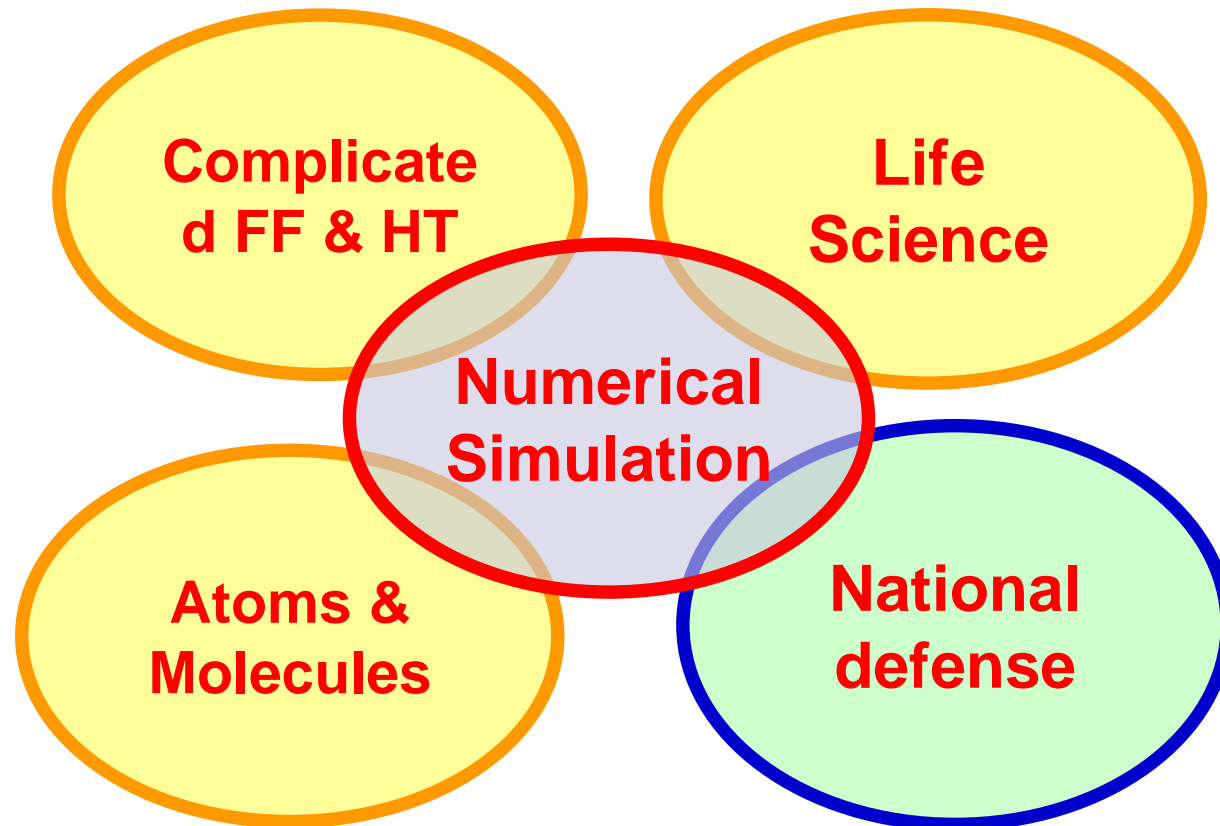 Complicate
d FF & HT
Life
Science
Numerical
Simulation
Atoms &
Molecules
National
defense